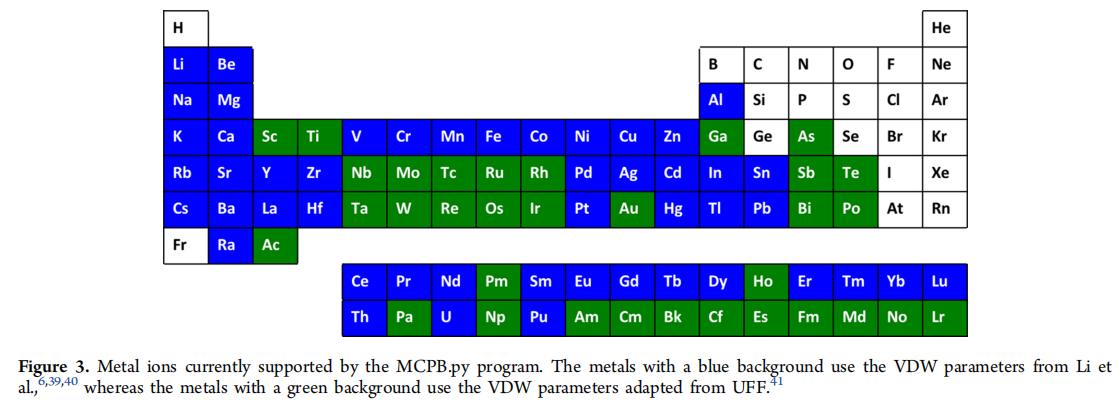 H He
Li Be B C N O F Ne
Na Mg Al Si P S Cl Ar
K Ca Sc Ti V Cr Mn Fe Co Ni Cu Zn Ga Ge As Se Br Kr
Rb Sr Y Zr Nb Mo Tc Ru Rh Pd Ag Cd In Sn Sb Te I Xe
Cs Ba La Hf Ta W Re Os Ir Pt Au Hg Tl Pb Bi Po At Rn
Fr Ra Ac
Ce Pr Nd Pm Sm Eu Gd Tb Dy Ho Er Tm Yb Lu
Th Pa U Np Pu Am Cm Bk Cf Es Fm Md No Lr
Figure 3. Metal ions currently supported by the MCPB.py program. The metals with a blue background use the VDW parameters from Li et
al.,6,39,40 whereas the metals with a green background use the VDW parameters adapted from UFF.41